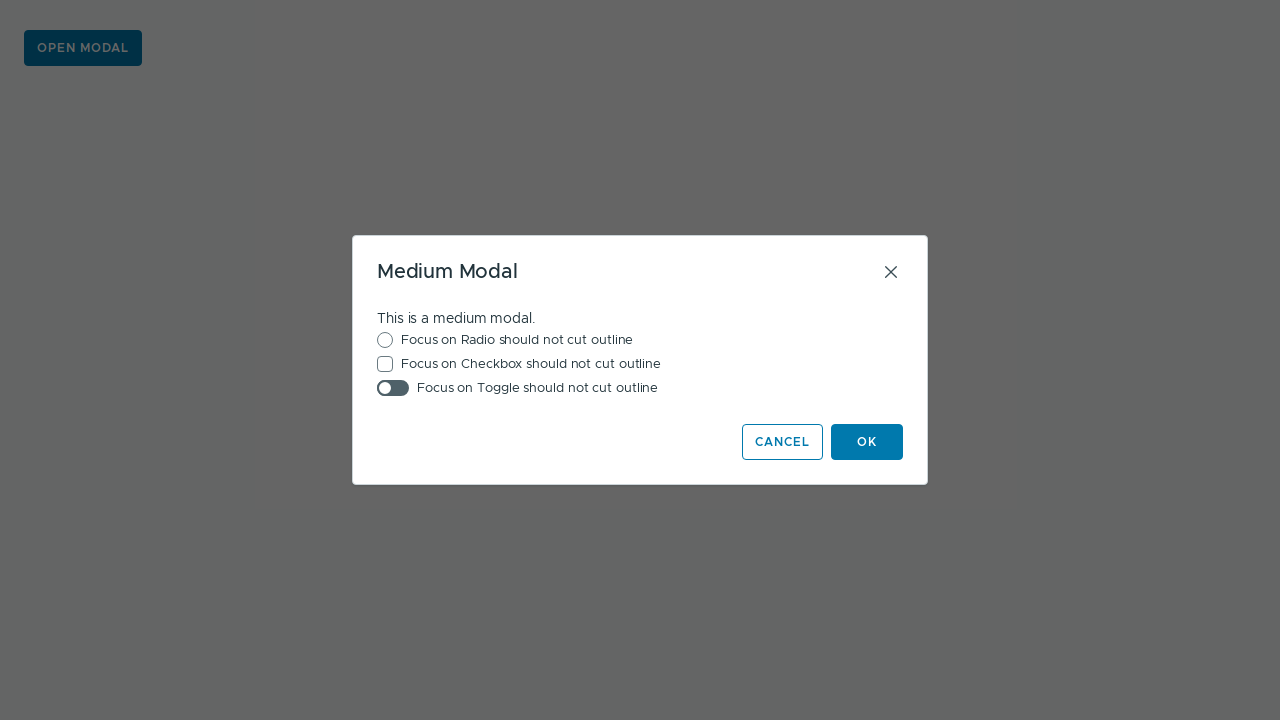 OPEN MODAL
Medium Modal
This is a medium modal.
Focus on Radio should not cut outline
Focus on Checkbox should not cut outline
Focus on Toggle should not cut outline
CANCEL OK